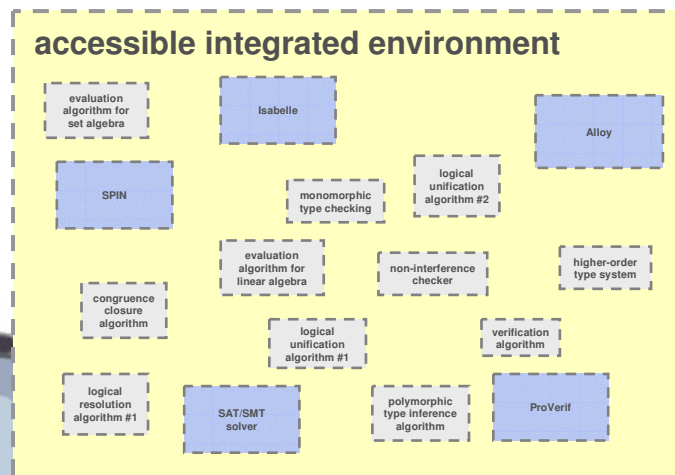 accessible integrated environment
evaluation
algorithm for
set algebra
Isabelle
Alloy
SPIN
monomorphic
type checking
logical
unification
algorithm #2
evaluation
algorithm for
linear algebra
non-interference
checker
higher-order
type system
congruence
closure
algorithm
logical
unification
algorithm #1
verification
algorithm
logical
resolution
algorithm #1
SAT/SMT
solver
polymorphic
type inference
algorithm
ProVerif